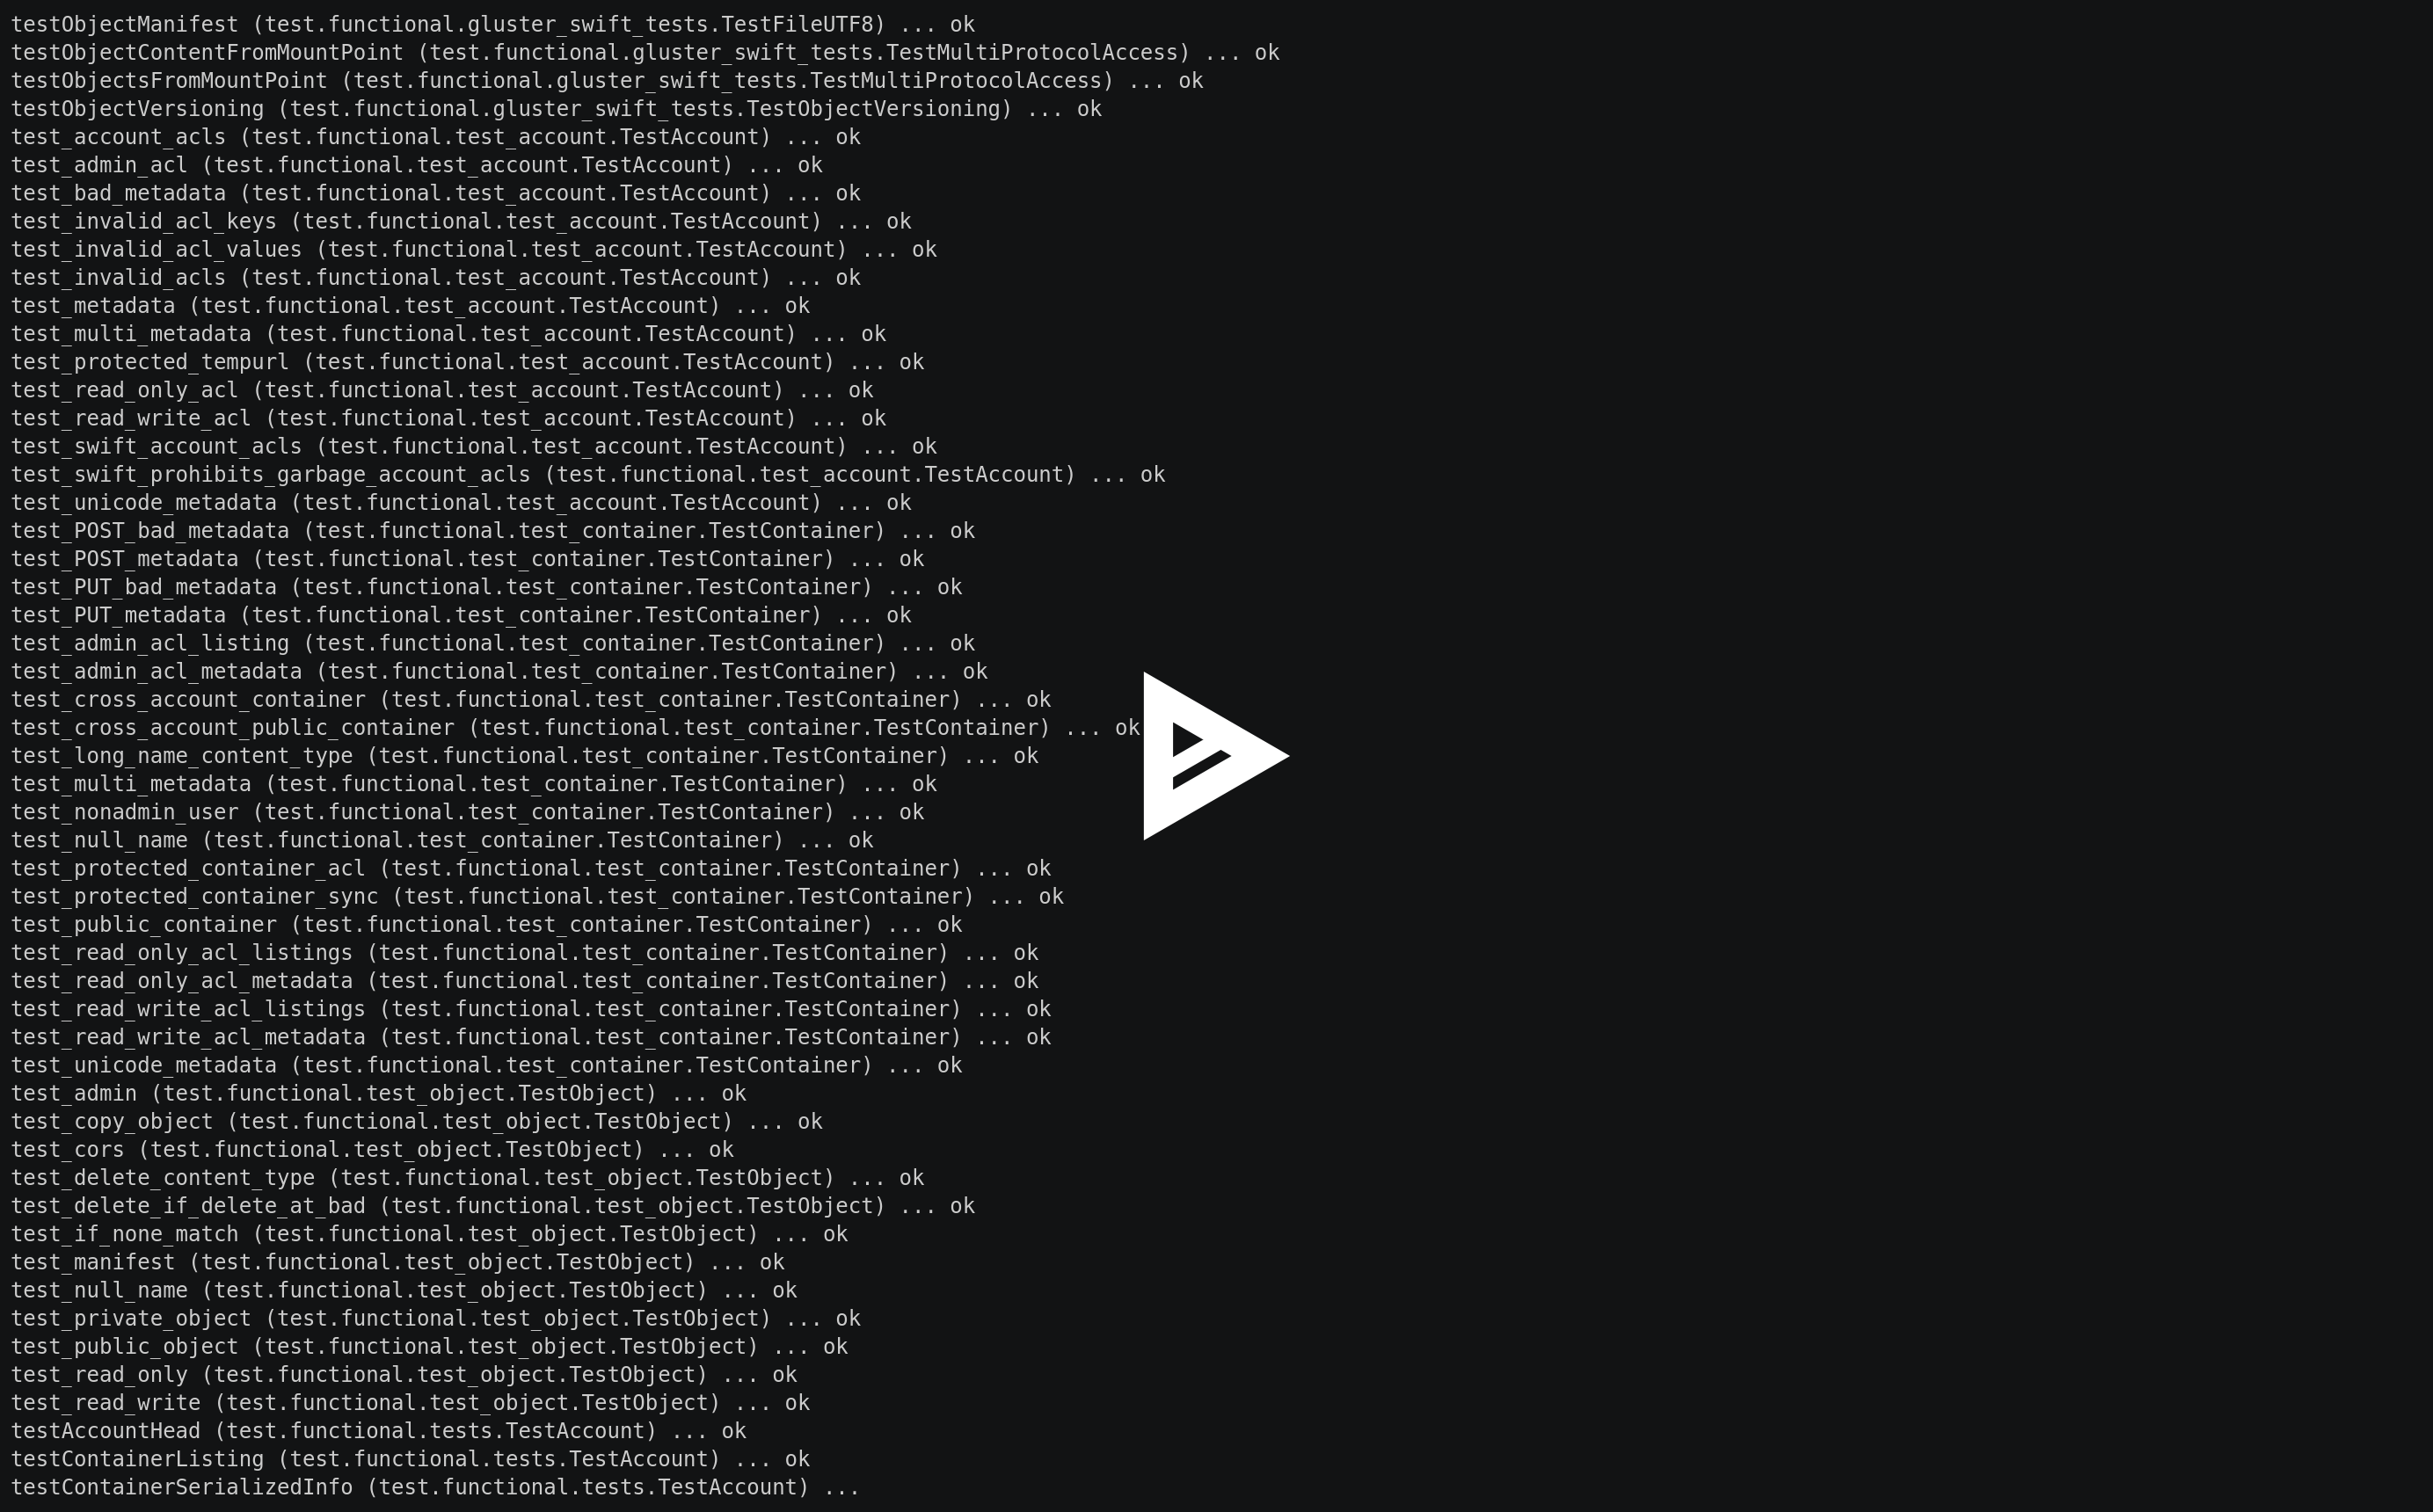 testObjectManifest (test.functional.gluster_swift_tests.TestFileUTF8) ... ok
testObjectContentFromMountPoint (test.functional.gluster_swift_tests.TestMultiProtocolAccess) ... ok
testObjectsFromMountPoint (test.functional.gluster_swift_tests.TestMultiProtocolAccess) ... ok
testObjectVersioning (test.functional.gluster_swift_tests.TestObjectVersioning) ... ok
test_account_acls (test.functional.test_account.TestAccount) ... ok
test_admin_acl (test.functional.test_account.TestAccount) ... ok
test_bad_metadata (test.functional.test_account.TestAccount) ... ok
test_invalid_acl_keys (test.functional.test_account.TestAccount) ... ok
test_invalid_acl_values (test.functional.test_account.TestAccount) ... ok
test_invalid_acls (test.functional.test_account.TestAccount) ... ok
test_metadata (test.functional.test_account.TestAccount) ... ok
test_multi_metadata (test.functional.test_account.TestAccount) ... ok
test_protected_tempurl (test.functional.test_account.TestAccount) ... ok
test_read_only_acl (test.functional.test_account.TestAccount) ... ok
test_read_write_acl (test.functional.test_account.TestAccount) ... ok
test_swift_account_acls (test.functional.test_account.TestAccount) ... ok
test_swift_prohibits_garbage_account_acls (test.functional.test_account.TestAccount) ... ok
test_unicode_metadata (test.functional.test_account.TestAccount) ... ok
test_POST_bad_metadata (test.functional.test_container.TestContainer) ... ok
test_POST_metadata (test.functional.test_container.TestContainer) ... ok
test_PUT_bad_metadata (test.functional.test_container.TestContainer) ... ok
test_PUT_metadata (test.functional.test_container.TestContainer) ... ok
test_admin_acl_listing (test.functional.test_container.TestContainer) ... ok
test_admin_acl_metadata (test.functional.test_container.TestContainer) ... ok
test_cross_account_container (test.functional.test_container.TestContainer) ... ok
test_cross_account_public_container (test.functional.test_container.TestContainer) ... ok
test_long_name_content_type (test.functional.test_container.TestContainer) ... ok
test_multi_metadata (test.functional.test_container.TestContainer) ... ok
test_nonadmin_user (test.functional.test_container.TestContainer) ... ok
test_null_name (test.functional.test_container.TestContainer) ... ok
test_protected_container_acl (test.functional.test_container.TestContainer) ... ok
test_protected_container_sync (test.functional.test_container.TestContainer) ... ok
test_public_container (test.functional.test_container.TestContainer) ... ok
test_read_only_acl_listings (test.functional.test_container.TestContainer) ... ok
test_read_only_acl_metadata (test.functional.test_container.TestContainer) ... ok
test_read_write_acl_listings (test.functional.test_container.TestContainer) ... ok
test_read_write_acl_metadata (test.functional.test_container.TestContainer) ... ok
test_unicode_metadata (test.functional.test_container.TestContainer) ... ok
test_admin (test.functional.test_object.TestObject) ... ok
test_copy_object (test.functional.test_object.TestObject) ... ok
test_cors (test.functional.test_object.TestObject) ... ok
test_delete_content_type (test.functional.test_object.TestObject) ... ok
test_delete_if_delete_at_bad (test.functional.test_object.TestObject) ... ok
test_if_none_match (test.functional.test_object.TestObject) ... ok
test_manifest (test.functional.test_object.TestObject) ... ok
test_null_name (test.functional.test_object.TestObject) ... ok
test_private_object (test.functional.test_object.TestObject) ... ok
test_public_object (test.functional.test_object.TestObject) ... ok
test_read_only (test.functional.test_object.TestObject) ... ok
test_read_write (test.functional.test_object.TestObject) ... ok
testAccountHead (test.functional.tests.TestAccount) ... ok
testContainerListing (test.functional.tests.TestAccount) ... ok
testContainerSerializedInfo (test.functional.tests.TestAccount) ...